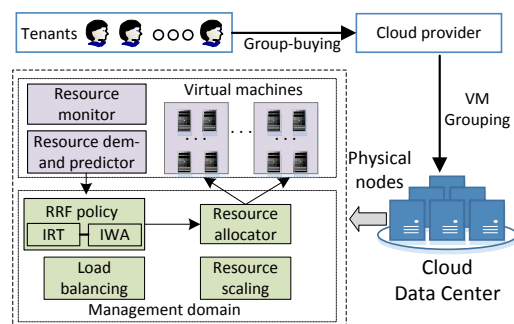 Tenants
Group-buying
Cloud provider
Resource
monitor
Resource dem-
and predictor
Virtual machines
... ...
...
...
VM
Grouping
Physical
nodes
RRF policy
IRT
IWA
Resource
allocator
Load
balancing
Resource
scaling
Management domain
Cloud
Data Center